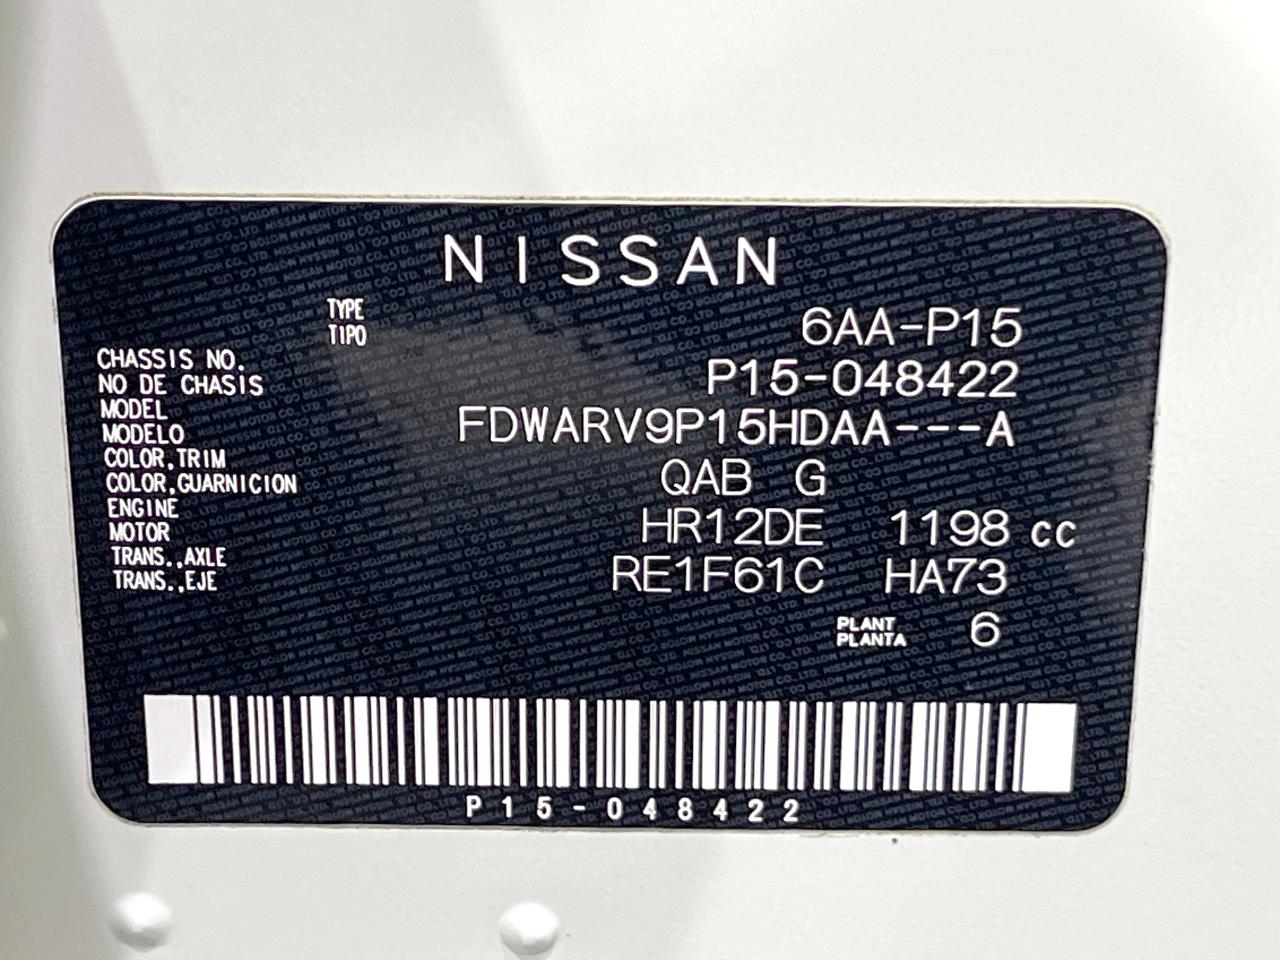 NISSAN
TYPE
TIPO 6AA-P15
CHASSIS NO.
NO DE CHASIS P15-048422
MODEL
MODELO FDWARV9P15HDAA---A
COLOR,TRIM
COLOR,GUARNICION QAB G
ENGINE
MOTOR HR12DE 1198 cc
TRANS.,AXLE
TRANS.,EJE RE1F61C HA73
PLANT
PLANTA 6
P15-048422